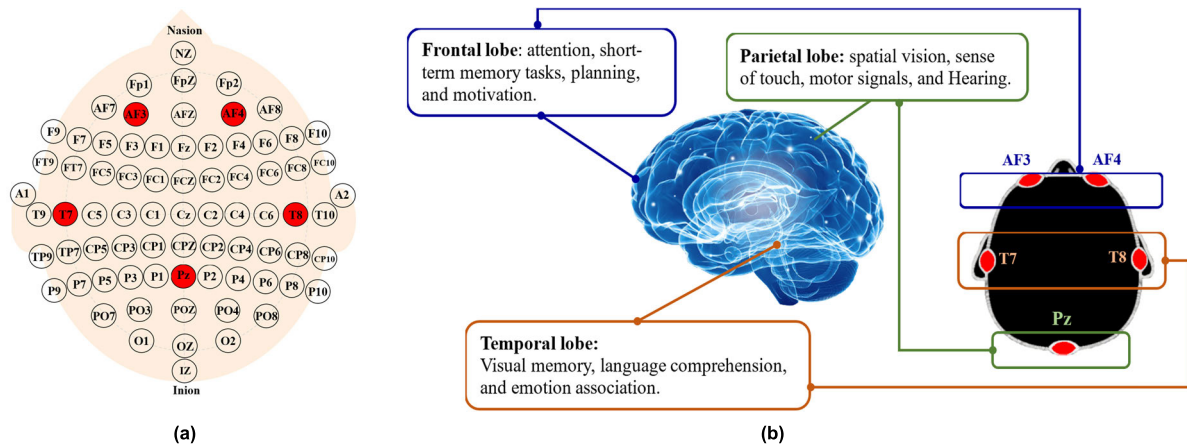 Nasion
NZ
Fp1 FpZ Fp2
AF7 AF3 AFZ AF4 AF8
F9 F7 F5 F3 F1 Fz F2 F4 F6 F8 F10
FT9 FT7 FC5 FC3 FC1 FCZ FC2 FC4 FC6 FC8 FC10
A1 A2
T9 T7 C5 C3 C1 Cz C2 C4 C6 T8 T10
TP9 TP7 CP5 CP3 CP1 CPZ CP2 CP4 CP6 CP8 CP10
P9 P7 P5 P3 P1 Pz P2 P4 P6 P8 P10
PO7 PO3 POZ PO4 PO8
O1 OZ O2
IZ
Inion
(a)
Frontal lobe: attention, short-
term memory tasks, planning,
and motivation.
Parietal lobe: spatial vision, sense
of touch, motor signals, and Hearing.
AF3 AF4
T7 T8
Pz
Temporal lobe:
Visual memory, language comprehension,
and emotion association.
(b)